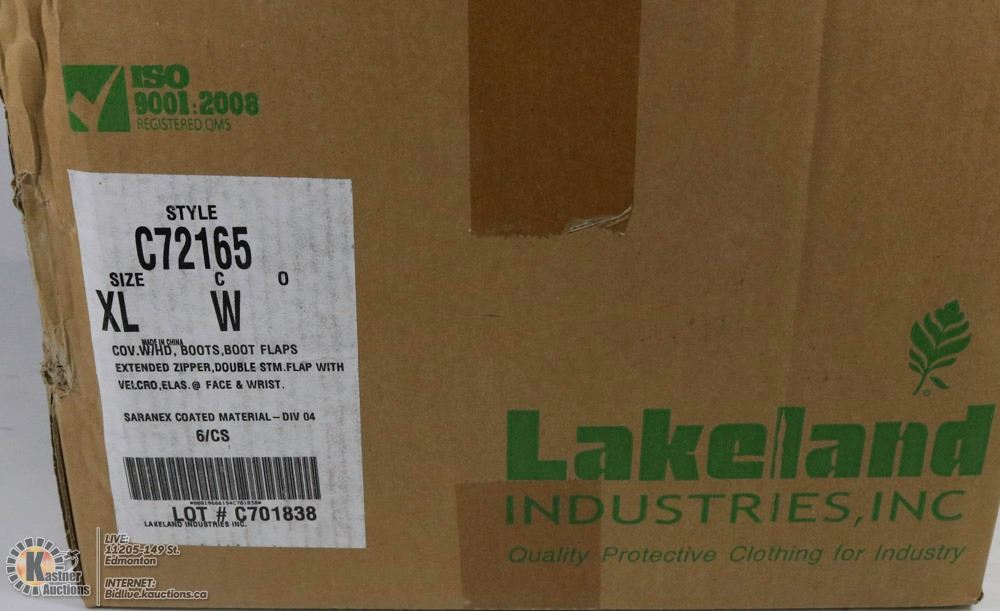 ISO
9001:2008
REGISTERED QMS
STYLE
C72165
SIZE C O
XL W
MADE IN CHINA
COV.W/HD, BOOTS,BOOT FLAPS
EXTENDED ZIPPER,DOUBLE STM.FLAP WITH
VELCRO,ELAS.@ FACE & WRIST.
SARANEX COATED MATERIAL-DIV 04
6/CS
LOT # C701838
LAKELAND INDUSTRIES INC.
Lakeland
INDUSTRIES, INC
Quality Protective Clothing for Industry
Kastner
Auctions
LIVE:
11205-149 St.
Edmonton
INTERNET:
Bidlive.kauctions.ca